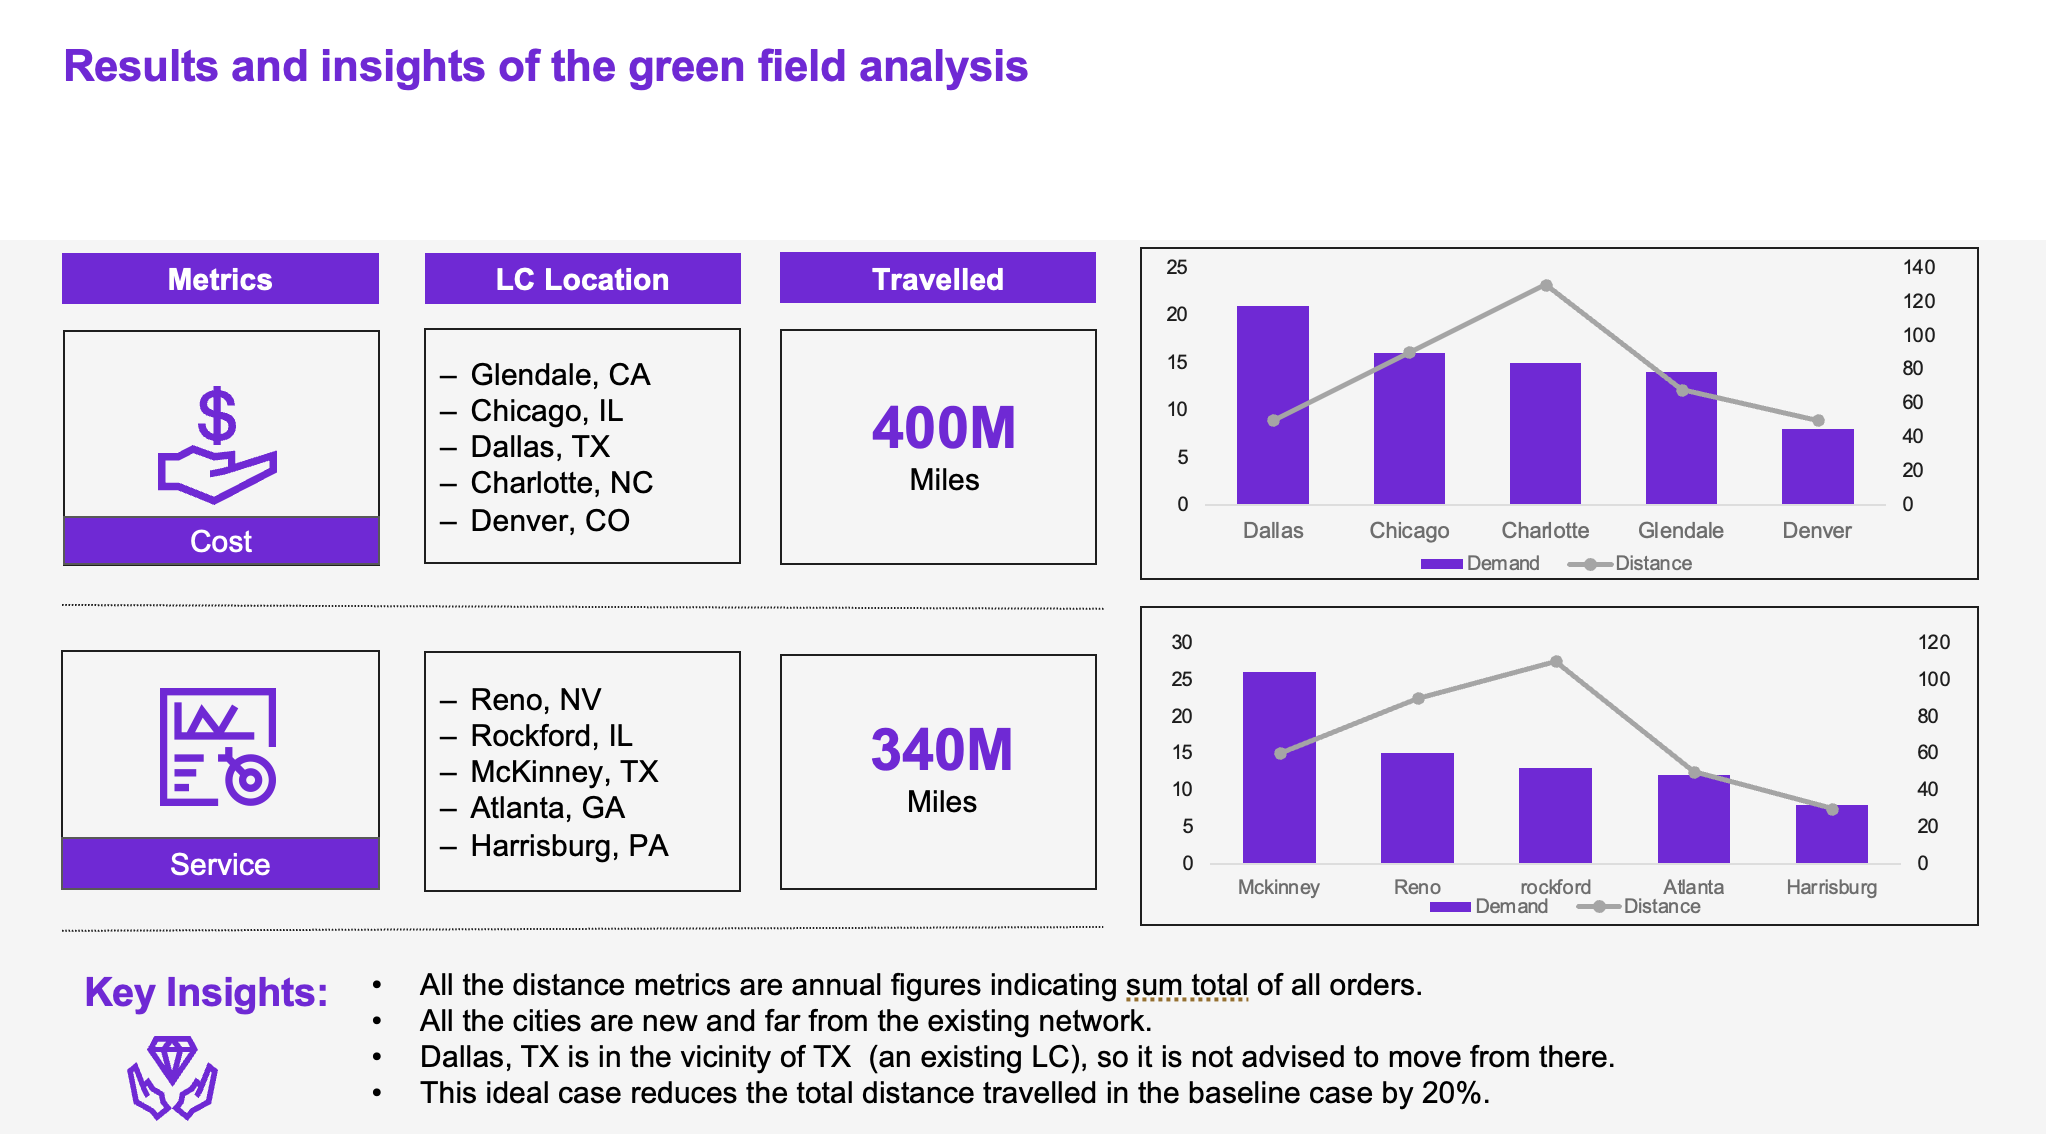 Results and insights of the green field analysis
Metrics
LC Location
Travelled
$
Cost
– Glendale, CA
– Chicago, IL
– Dallas, TX
– Charlotte, NC
– Denver, CO
400M
Miles
25
20
15
10
5
0
140
120
100
80
60
40
20
0
Dallas Chicago Charlotte Glendale Denver
Demand Distance
Service
– Reno, NV
– Rockford, IL
– McKinney, TX
– Atlanta, GA
– Harrisburg, PA
340M
Miles
30
25
20
15
10
5
0
120
100
80
60
40
20
0
Mckinney Reno rockford Atlanta Harrisburg
Demand Distance
Key Insights:
• All the distance metrics are annual figures indicating sum total of all orders.
• All the cities are new and far from the existing network.
• Dallas, TX is in the vicinity of TX (an existing LC), so it is not advised to move from there.
• This ideal case reduces the total distance travelled in the baseline case by 20%.